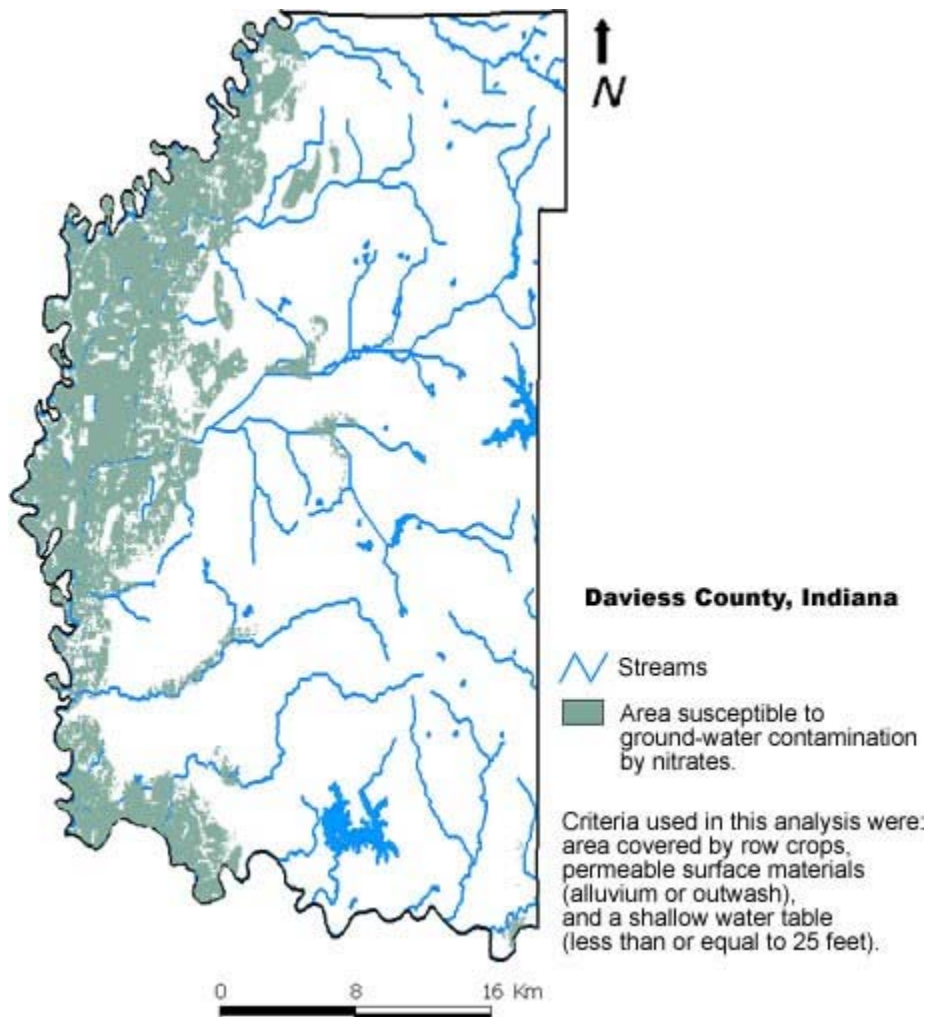 N
Daviess County, Indiana
Streams
Area susceptible to
ground-water contamination
by nitrates.
Criteria used in this analysis were:
area covered by row crops,
permeable surface materials
(alluvium or outwash),
and a shallow water table
(less than or equal to 25 feet).
0 8 16 Km